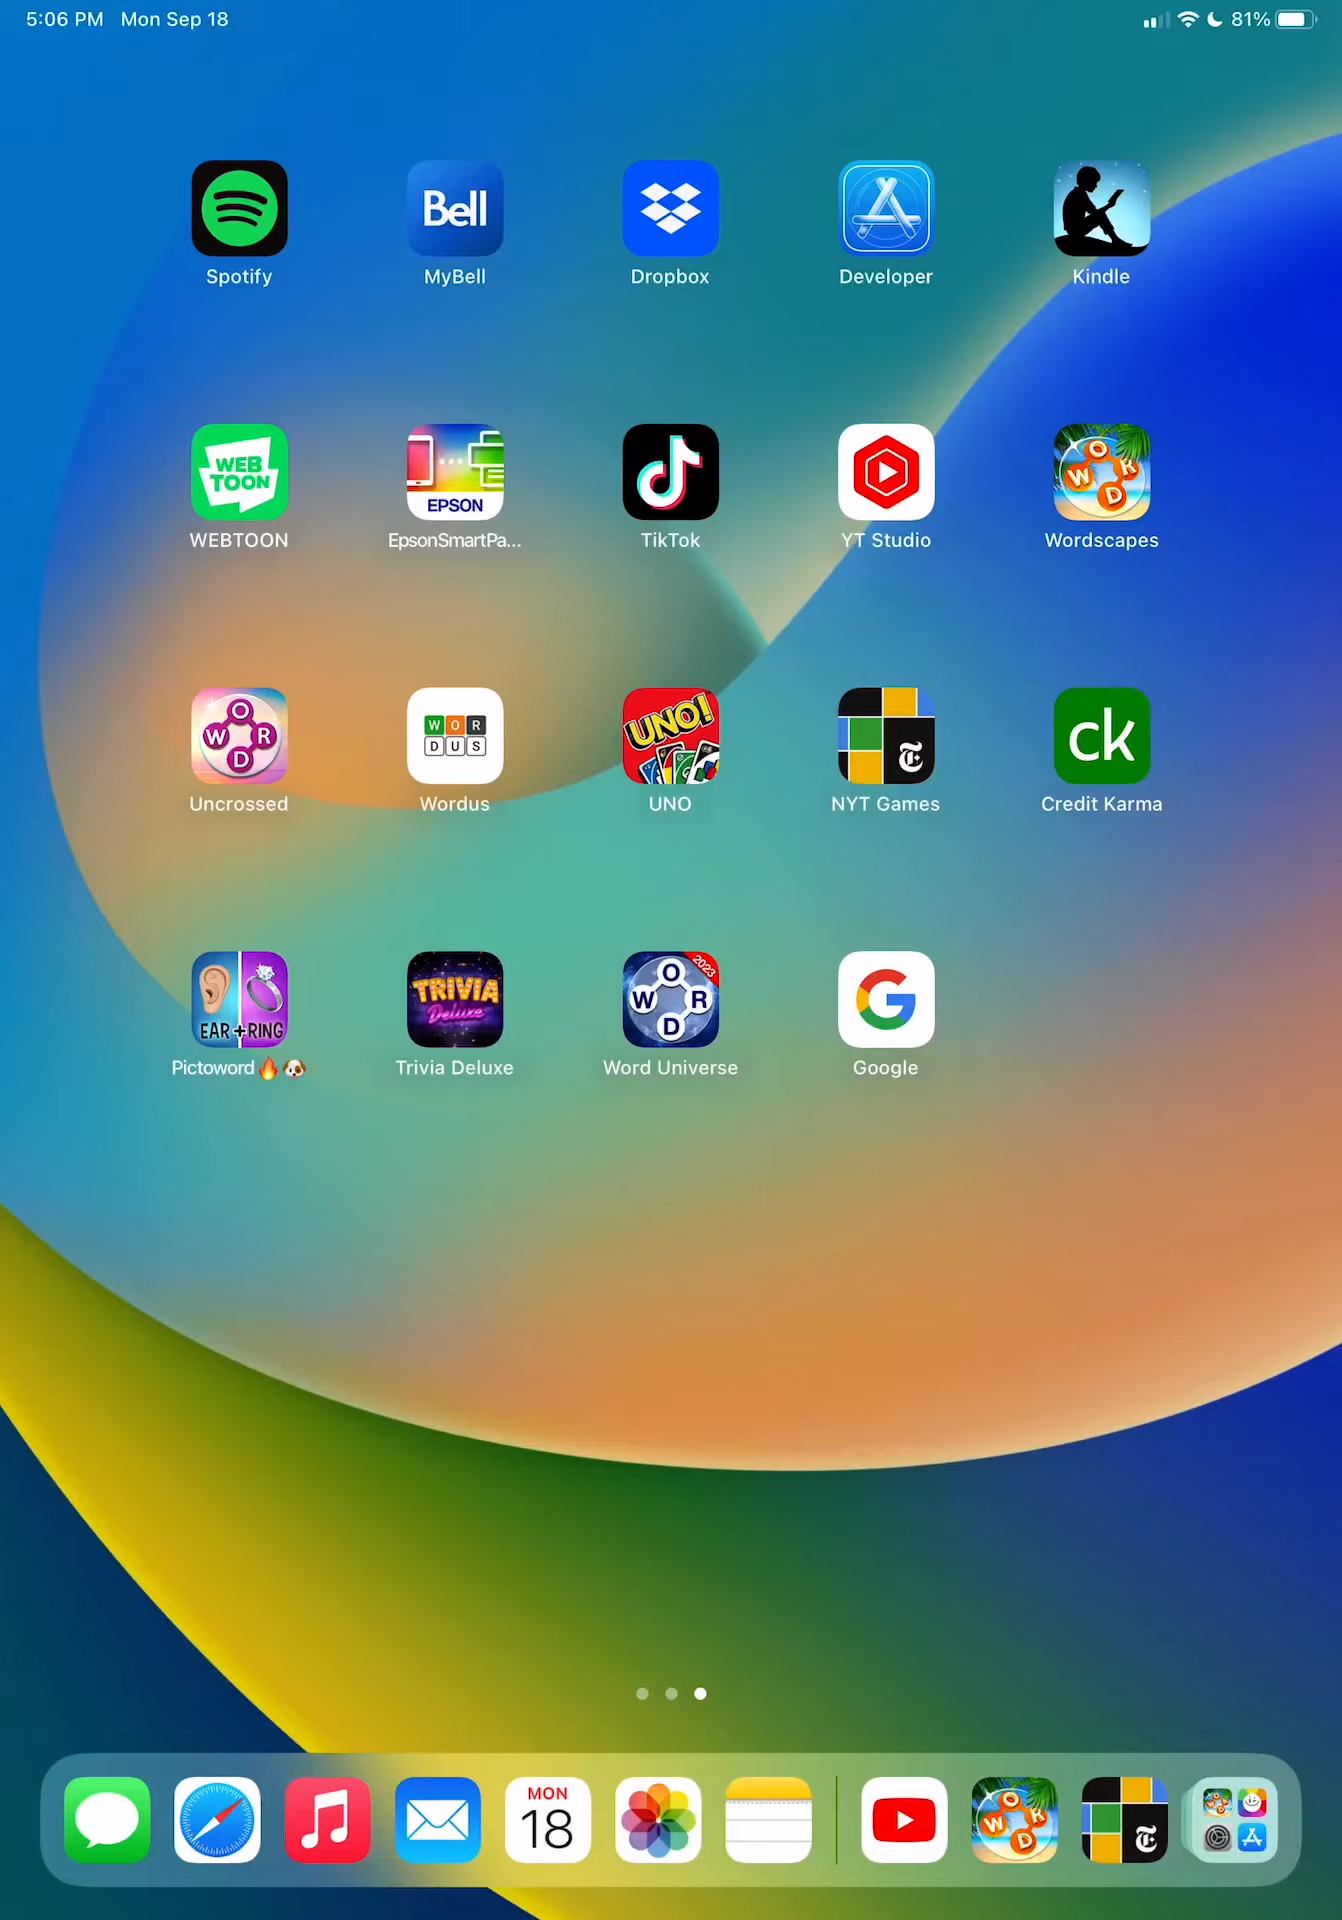 5:06 PM Mon Sep 18
81%
Bell
Spotify
MyBell
Dropbox
Developer
Kindle
WEB
TOON
EPSON
W O R D
WEBTOON
EpsonSmartPa...
TikTok
YT Studio
Wordscapes
W O R D
WOR
DUS
UNO!
T
ck
Uncrossed
Wordus
UNO
NYT Games
Credit Karma
EAR+RING
TRIVIA
Deluxe
2023
W O R D
G
Pictoword🔥🐶
Trivia Deluxe
Word Universe
Google
MON
18
W O R D
T